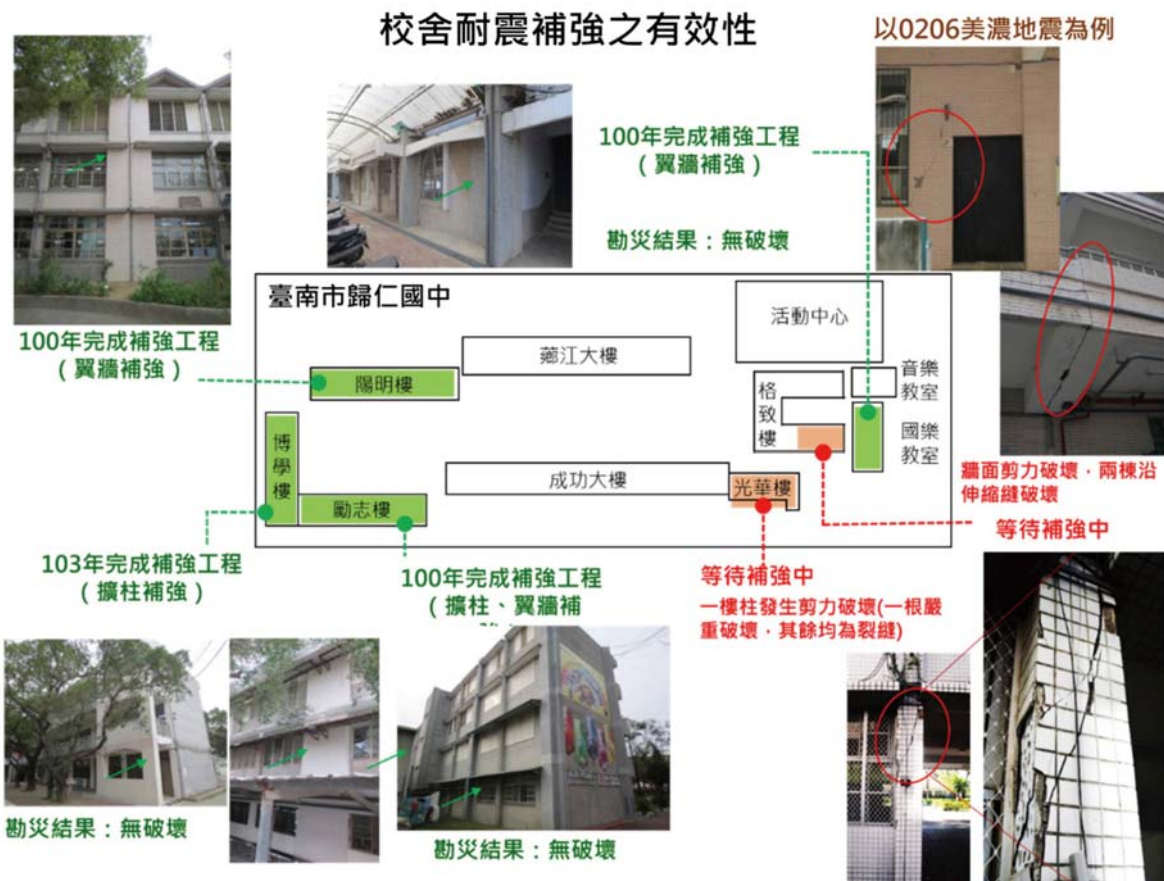 校舍耐震補強之有效性
以0206美濃地震為例
100年完成補強工程
（翼牆補強）
勘災結果：無破壞
100年完成補強工程
（翼牆補強）
臺南市歸仁國中
活動中心
薌江大樓
陽明樓
音樂
教室
格致樓
國樂
教室
博學樓
成功大樓
光華樓
勵志樓
牆面剪力破壞，兩棟沿
伸縮縫破壞
等待補強中
103年完成補強工程
（擴柱補強）
100年完成補強工程
（擴柱、翼牆補
等待補強中
一樓柱發生剪力破壞(一根嚴
重破壞，其餘均為裂縫)
勘災結果：無破壞
勘災結果：無破壞